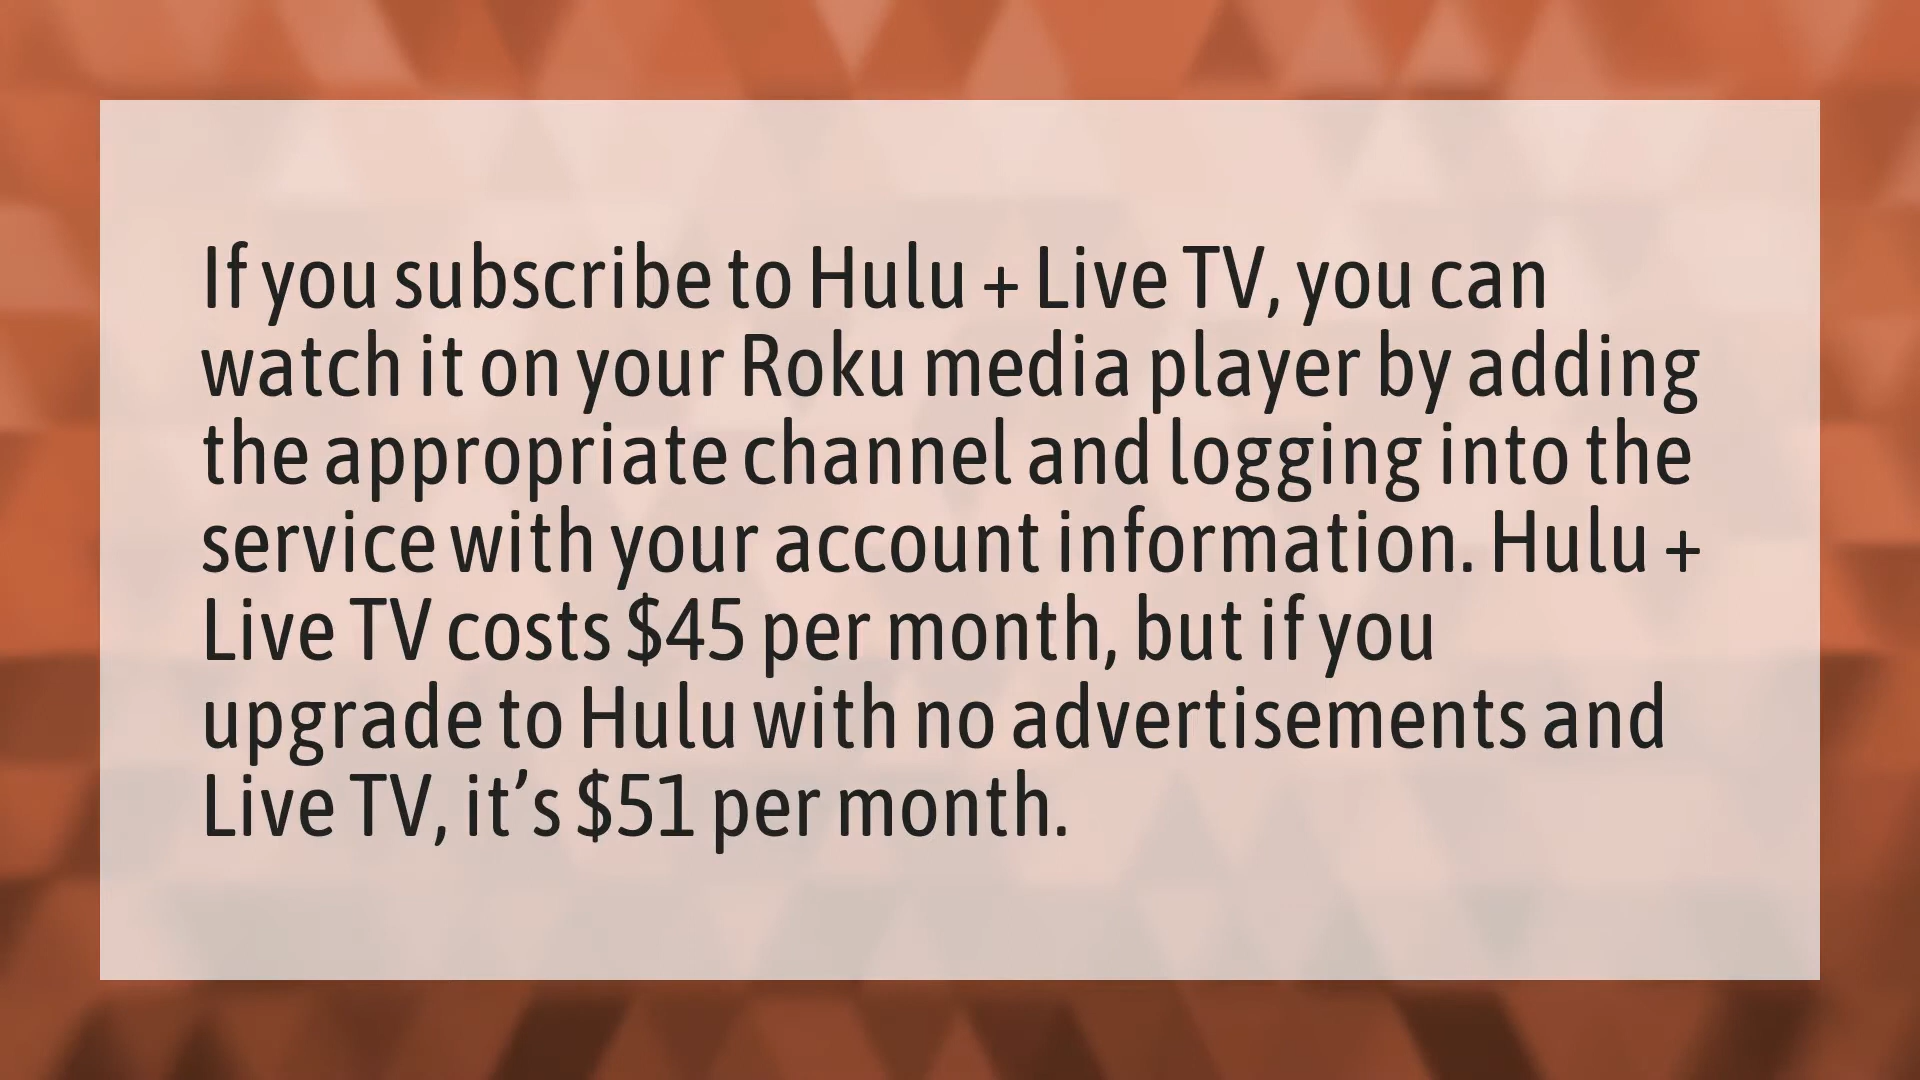 If you subscribe to Hulu + Live TV, you can
watch it on your Roku media player by adding
the appropriate channel and logging into the
service with your account information. Hulu +
Live TV costs $45 per month, but if you
upgrade to Hulu with no advertisements and
Live TV, it’s $51 per month.